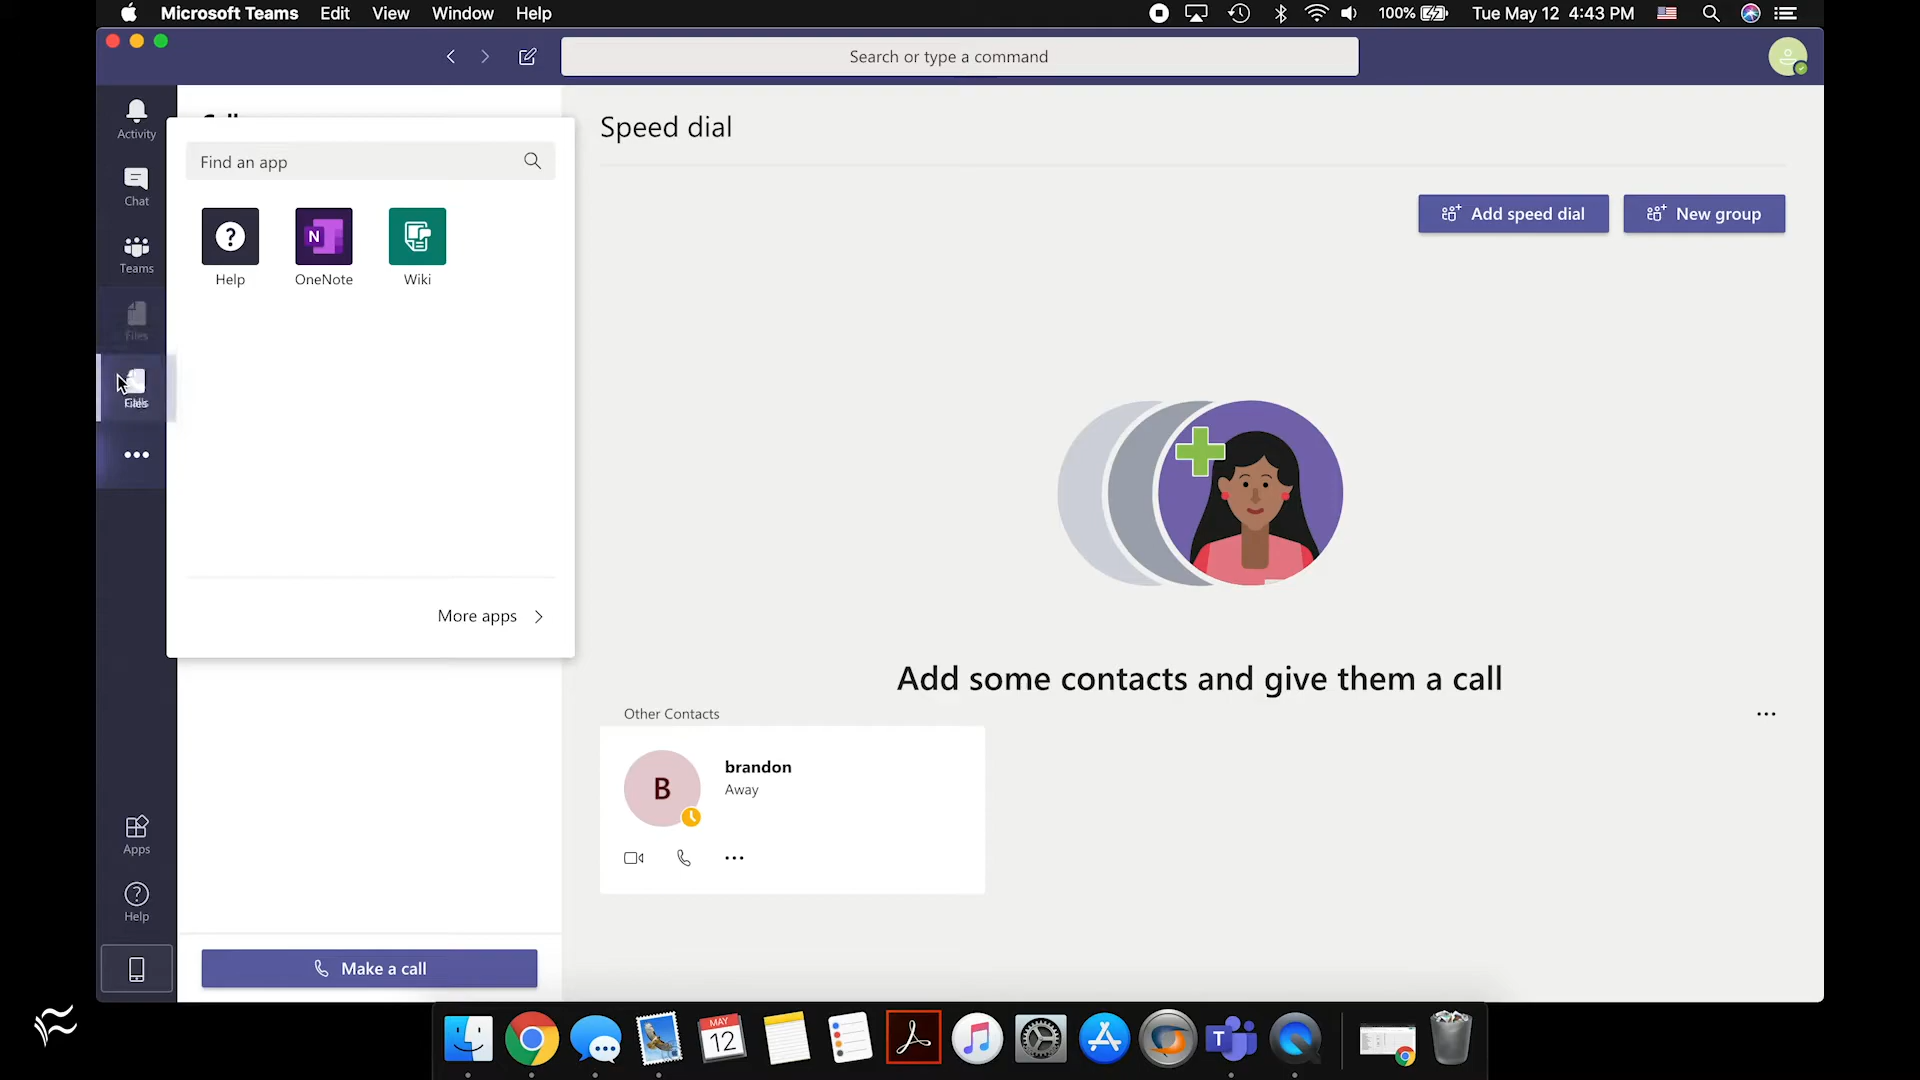 Microsoft Teams Edit View Window Help
100% Tue May 12 4:43 PM
Search or type a command
Activity
Chat
Teams
Files
Files
Find an app
Help OneNote Wiki
More apps
Speed dial
Add speed dial
New group
Add some contacts and give them a call
Other Contacts
B
brandon
Away
Apps
Help
Make a call
MAY
12
N
T